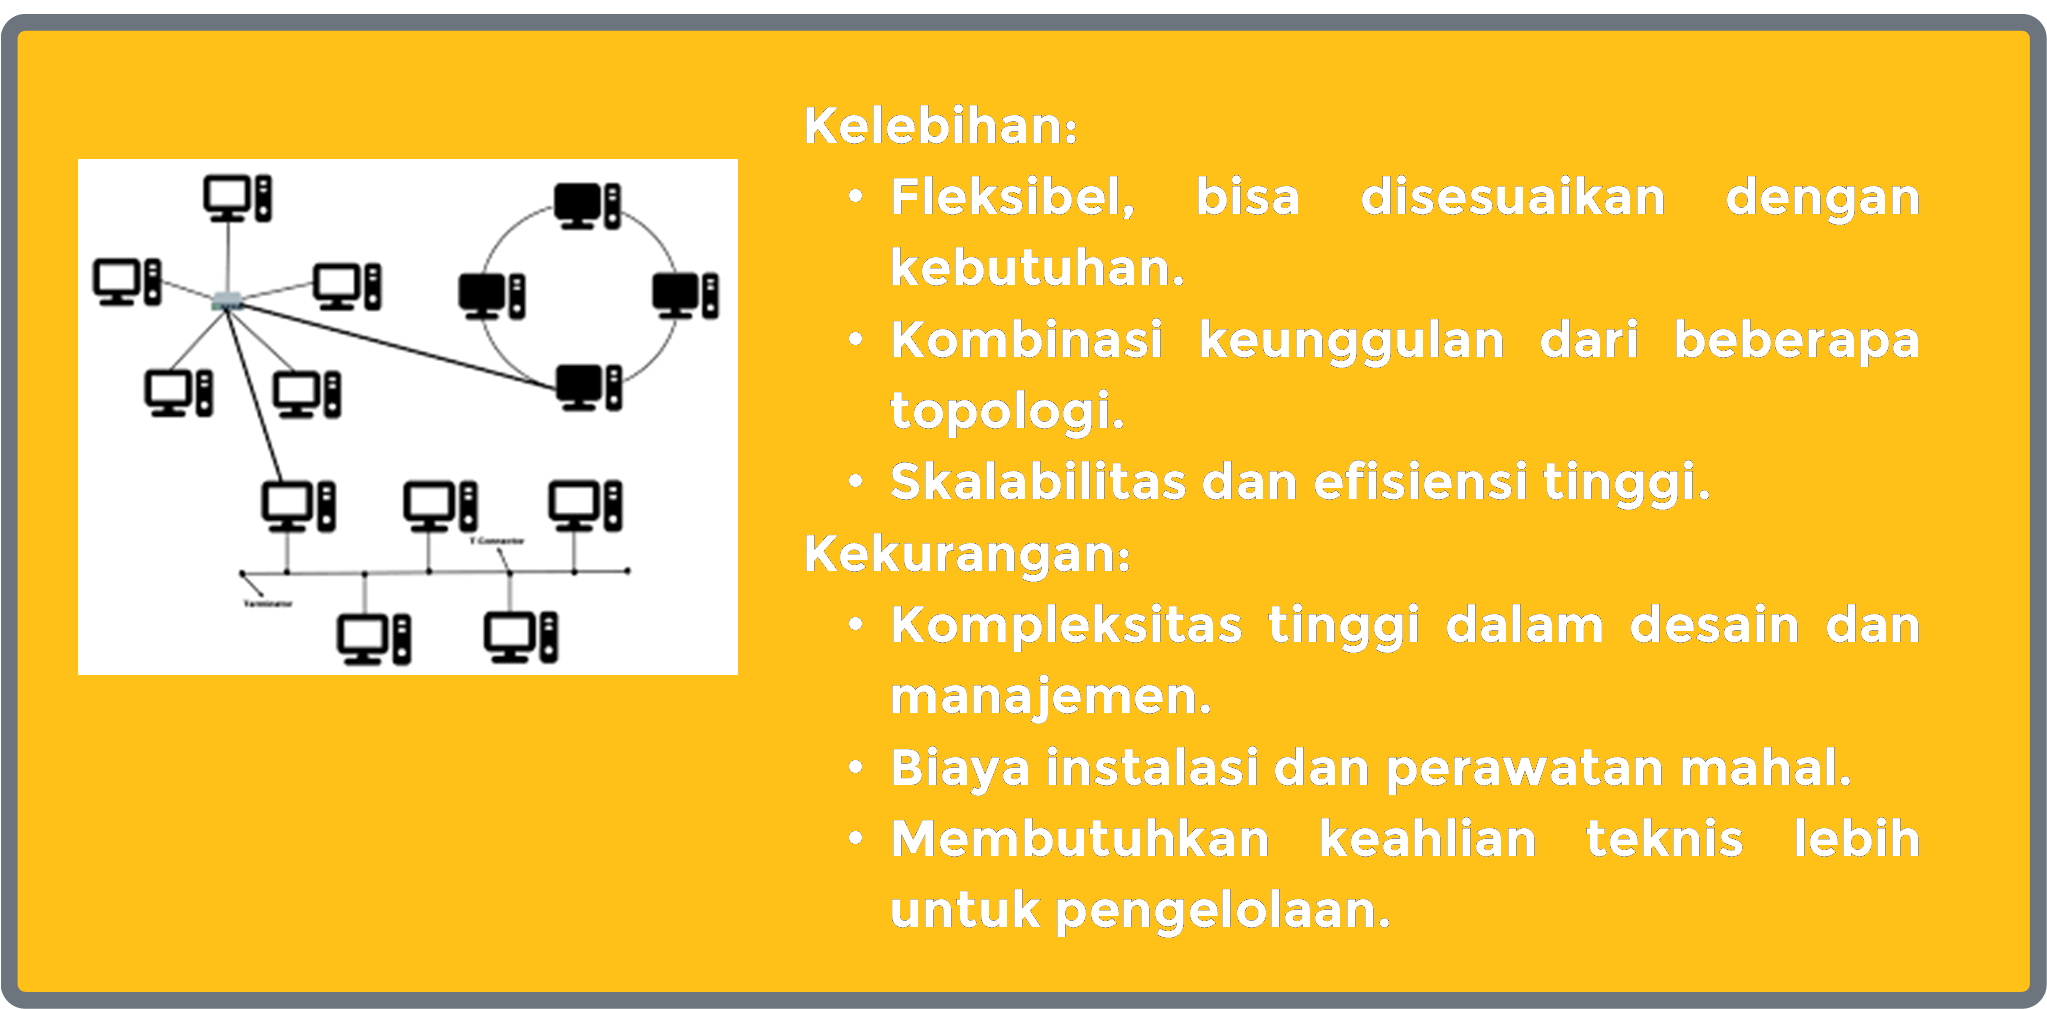 Kelebihan:
• Fleksibel, bisa disesuaikan dengan
kebutuhan.
• Kombinasi keunggulan dari beberapa
topologi.
• Skalabilitas dan efisiensi tinggi.
Kekurangan:
• Kompleksitas tinggi dalam desain dan
manajemen.
• Biaya instalasi dan perawatan mahal.
• Membutuhkan keahlian teknis lebih
untuk pengelolaan.
T Connector
Terminator